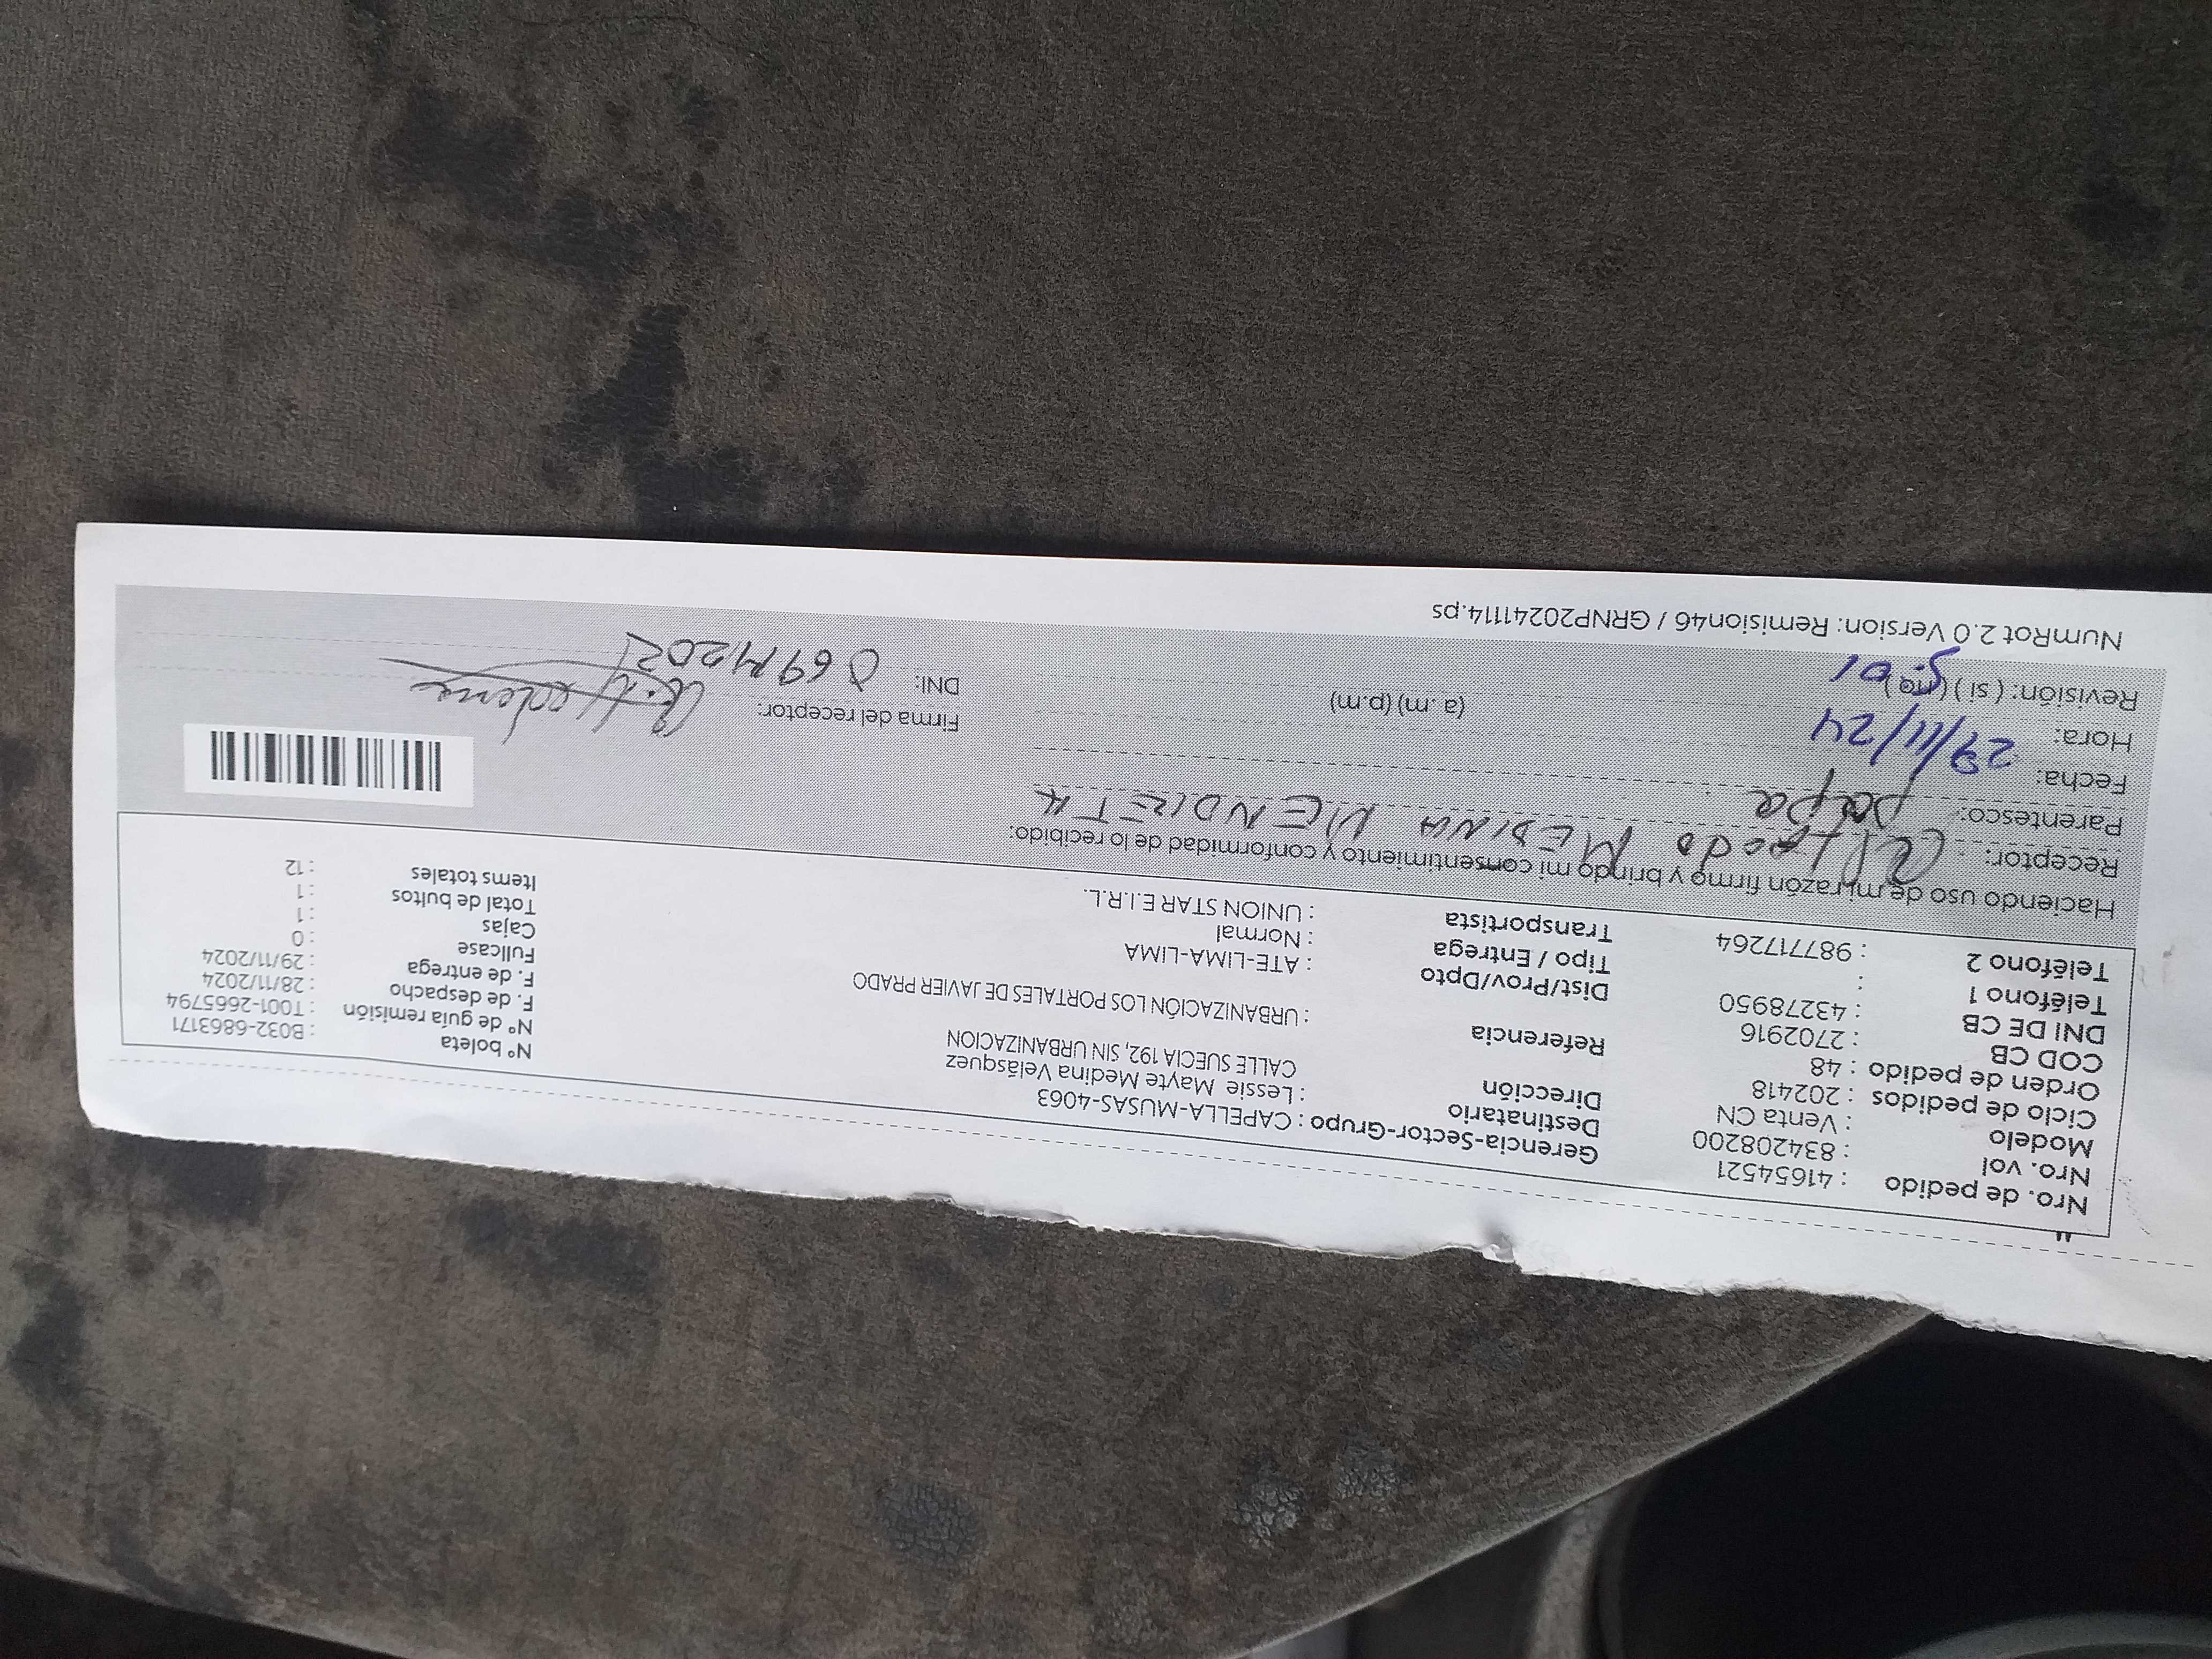 Nro. de pedido : 41654521
Nro. vol : 834208200
Modelo : Venta CN
Ciclo de pedidos : 202418
Orden de pedido : 48
COD CB : 2702916
DNI DE CB : 43278950
Teléfono 1 :
Teléfono 2 : 987717264
Gerencia-Sector-Grupo : CAPELLA-MUSAS-4063
Destinatario : Lessie Mayte Medina Velásquez
Dirección CALLE SUECIA 192, SIN URBANIZACION
Referencia : URBANIZACIÓN LOS PORTALES DE JAVIER PRADO
Dist/Prov/Dpto : ATE-LIMA-LIMA
Tipo / Entrega : Normal
Transportista : UNION STAR E.I.R.L.
N° boleta : B032-6863171
N° de guía remisión : T001-2665794
F. de despacho : 28/11/2024
F. de entrega : 29/11/2024
Fullcase : 0
Cajas : 1
Total de bultos : 1
Items totales : 12
Haciendo uso de mi razón firmo y brindo mi consentimiento y conformidad de lo recibido:
Receptor: MEDINA MENDIETA
Parentesco: papa
Fecha: 29/11/24
Hora: (a .m) (p.m)
Revisión: ( si ) ( no )
Firma del receptor:
DNI:
NumRot 2.0 Version: Remision46 / GRNP20241114.ps